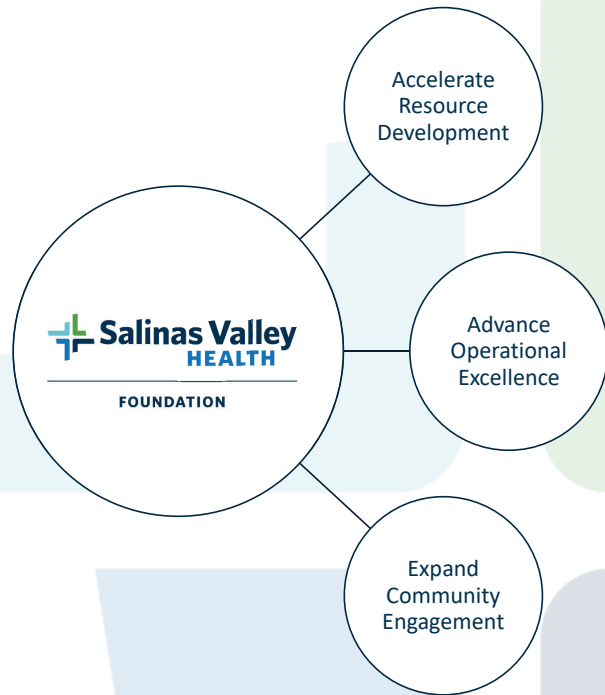 Accelerate
Resource
Development
Salinas Valley
HEALTH
FOUNDATION
Advance
Operational
Excellence
Expand
Community
Engagement